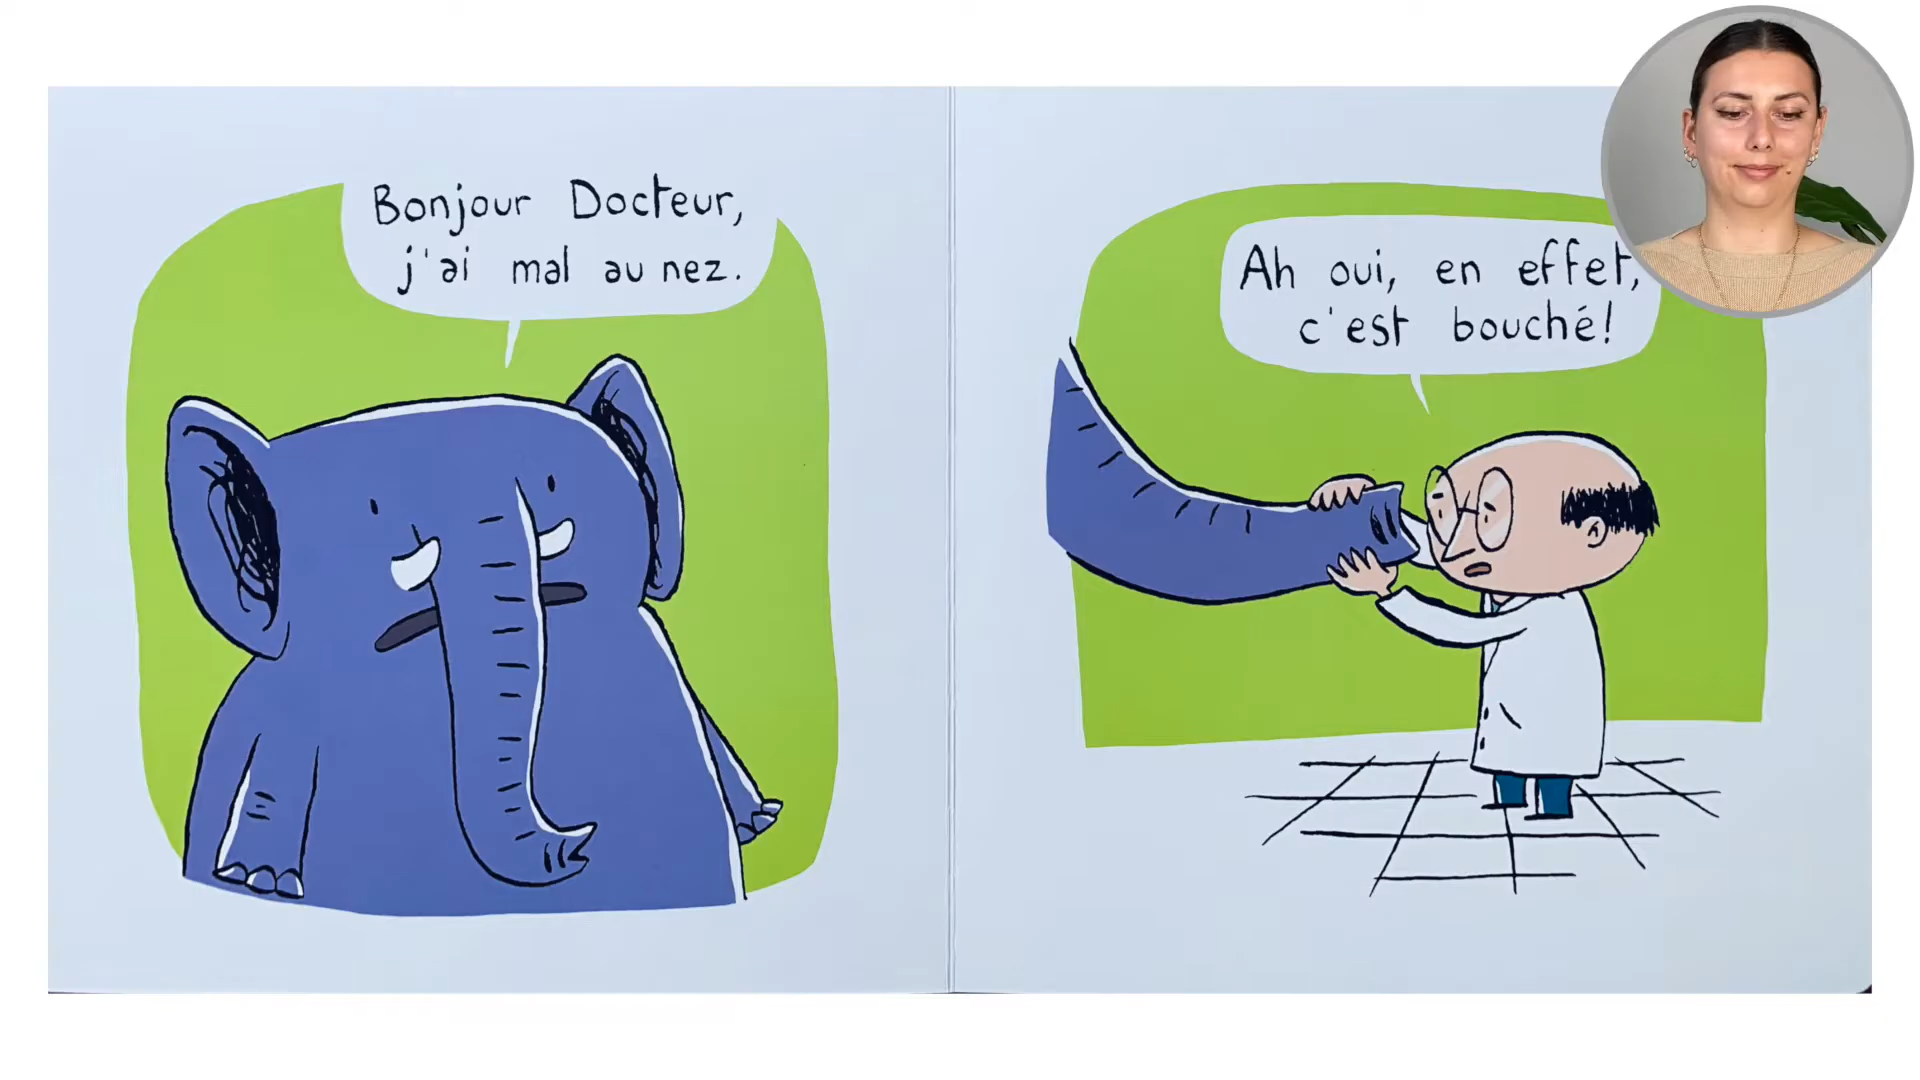 Bonjour Docteur,
j'ai mal au nez.
Ah oui, en effet,
c'est bouché!